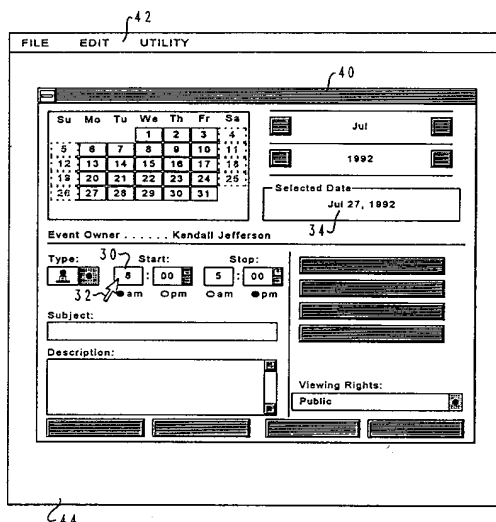 42
FILE EDIT UTILITY
40
Su Mo Tu We Th Fr Sa
1 2 3 4
5 6 7 8 9 10 11
12 13 14 15 16 17 18
19 20 21 22 23 24 25
26 27 28 29 30 31
Jul
1992
Selected Date
Jul 27, 1992
34
Event Owner . . . . . . Kendall Jefferson
Type: 30 Start: Stop:
8 : 00 5 : 00
32 am pm am pm
Subject:
Description:
Viewing Rights:
Public
44